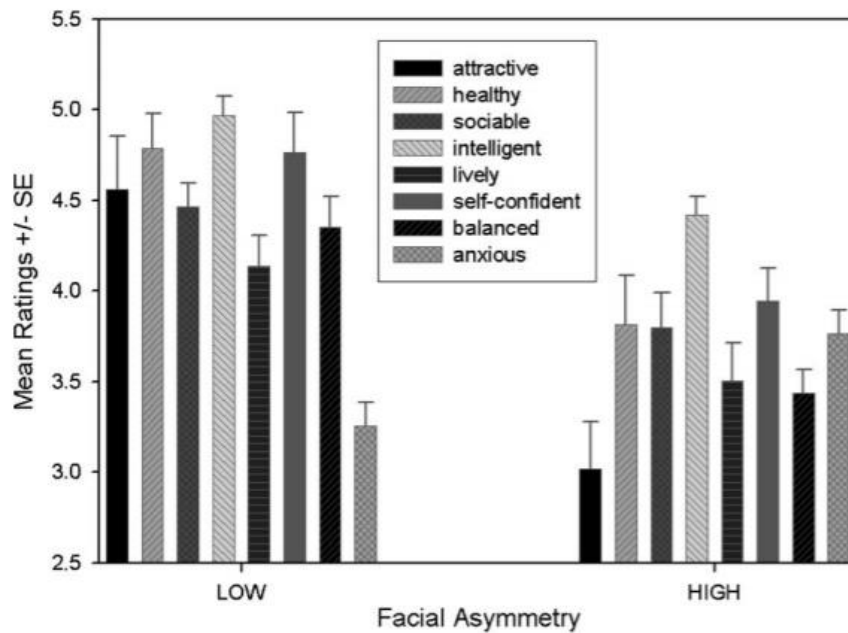 5.5
5.0
4.5
4.0
3.5
3.0
2.5
Mean Ratings +/- SE
attractive
healthy
sociable
intelligent
lively
self-confident
balanced
anxious
LOW
HIGH
Facial Asymmetry